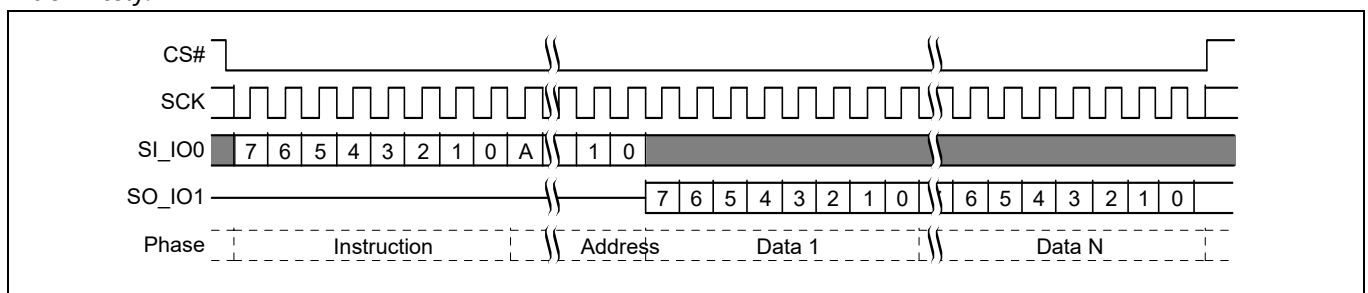 CS#
SCK
SI_IO0 7 6 5 4 3 2 1 0 A 1 0
SO_IO1 7 6 5 4 3 2 1 0 6 5 4 3 2 1 0
Phase Instruction Address Data 1 Data N